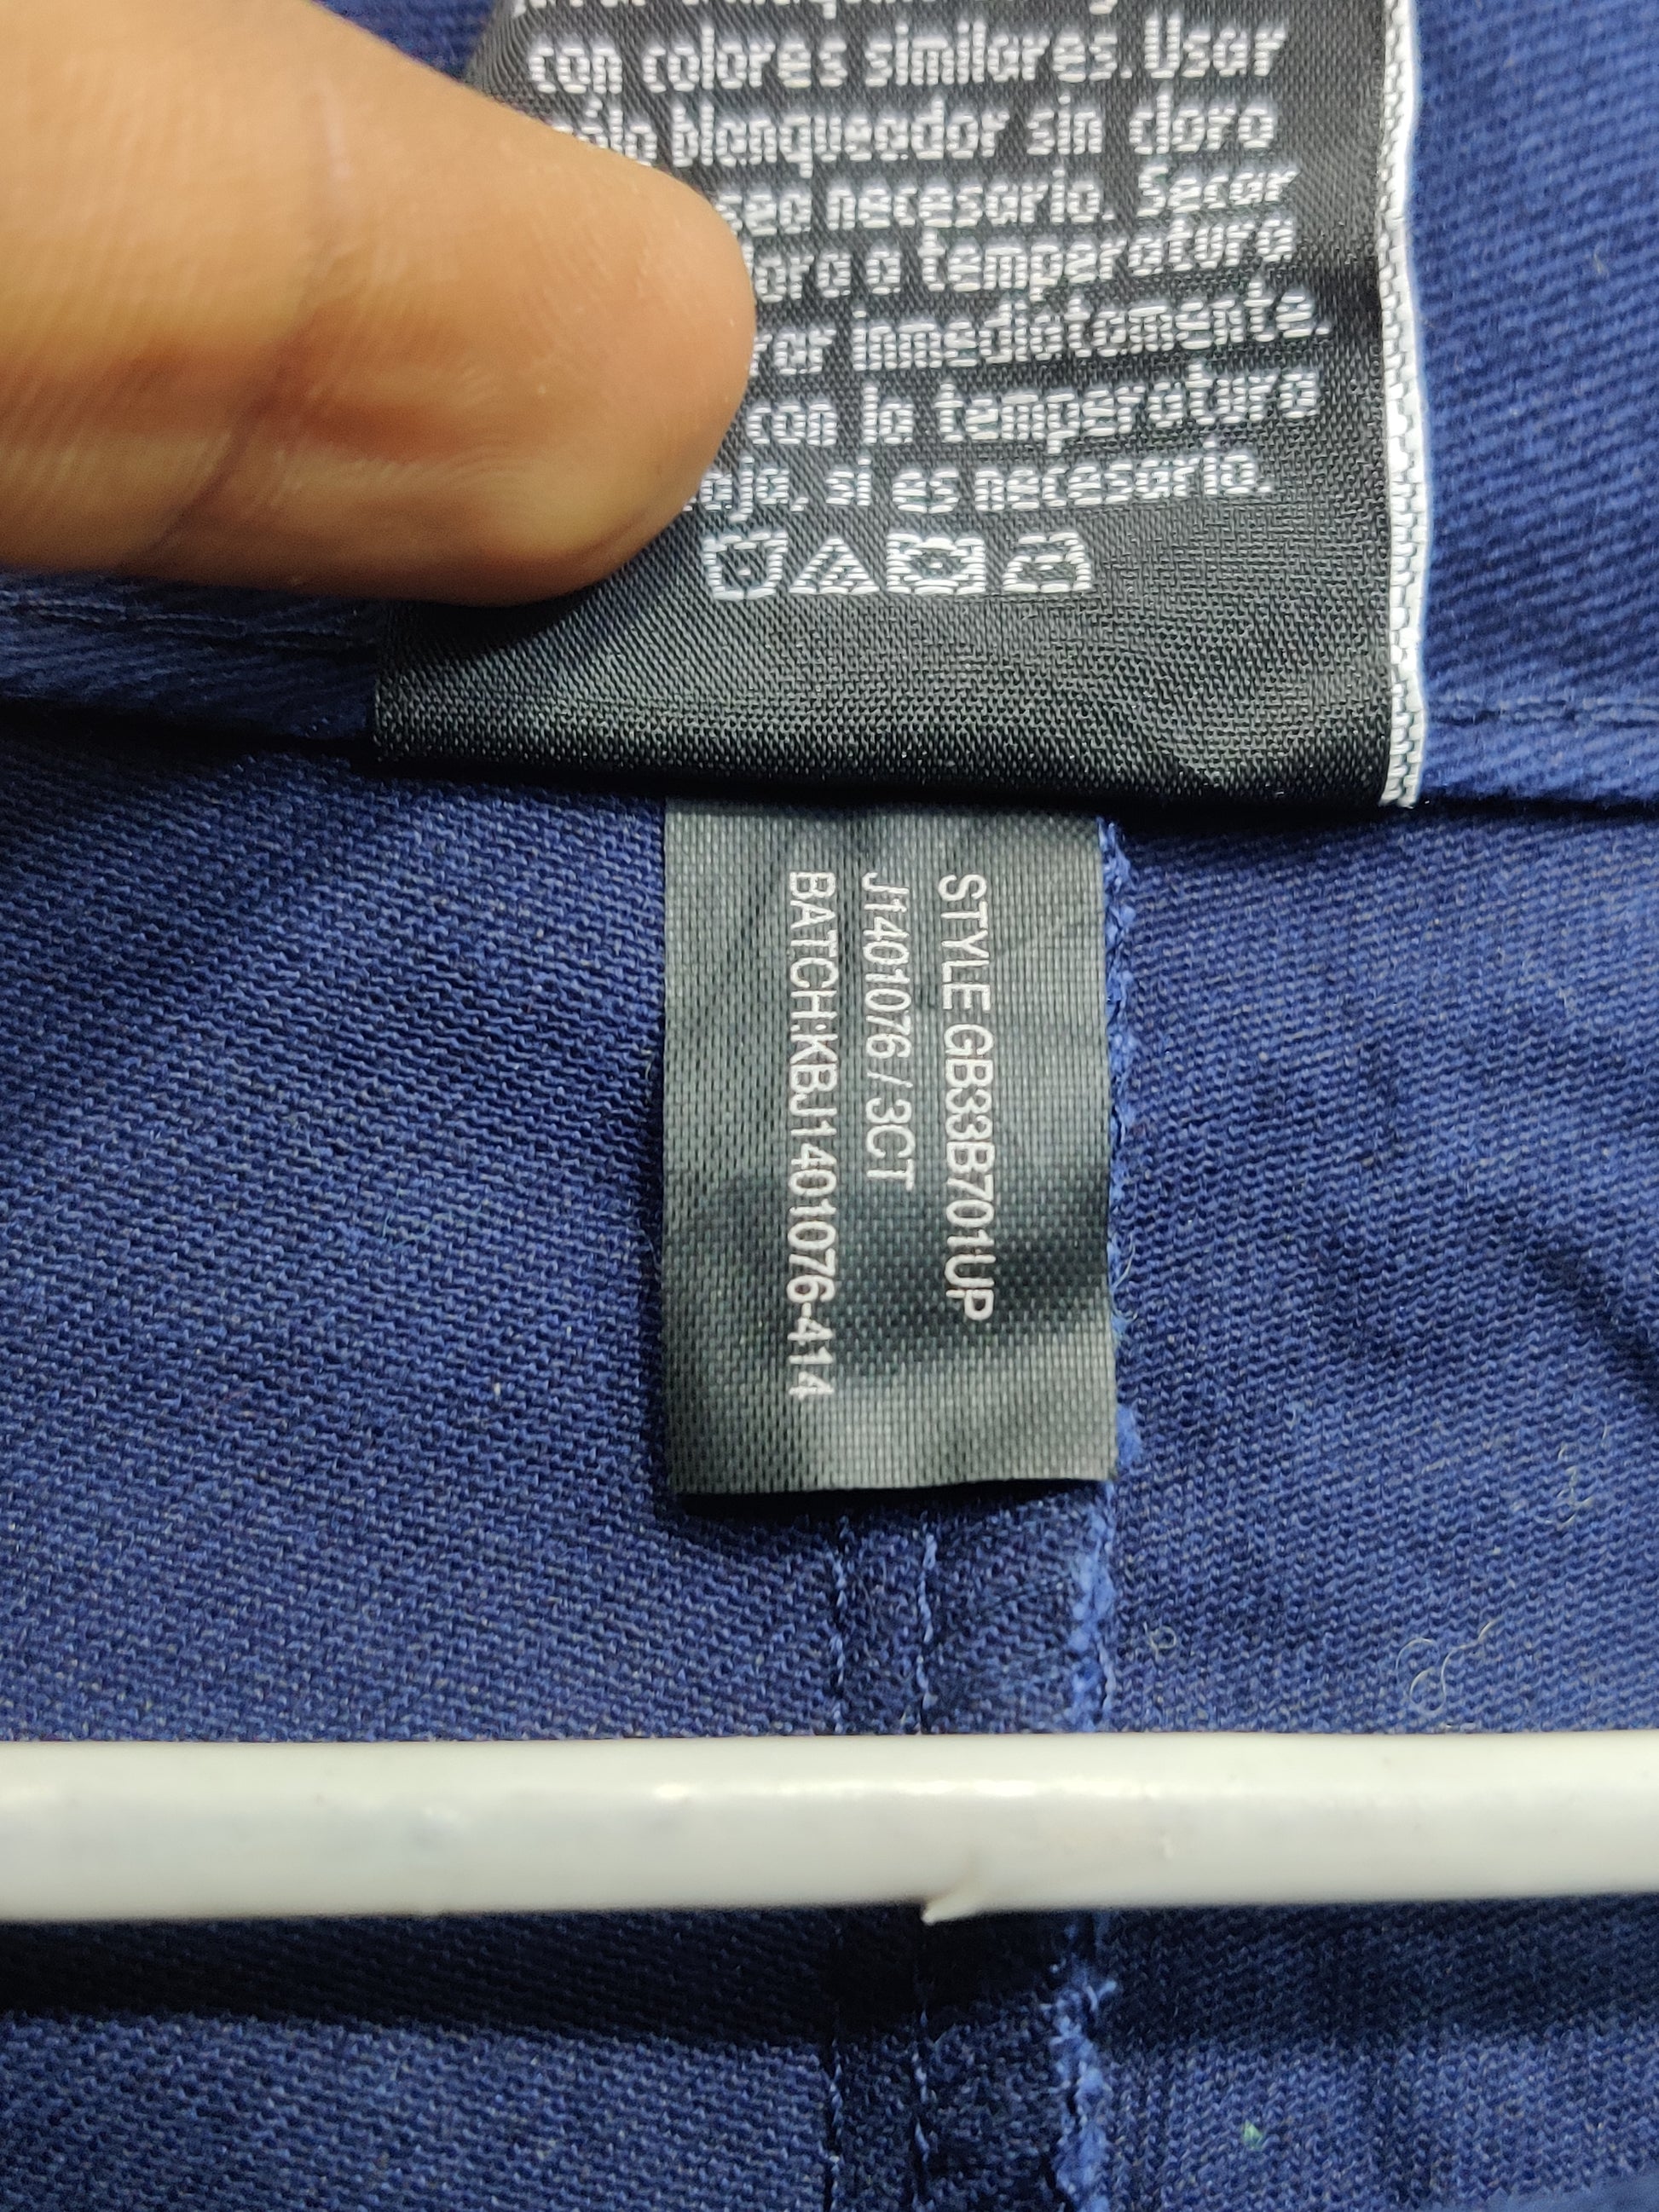 con colores similares. Usar
blanqueador sin cloro
sea necesario. Secar
a temperatura
inmediatamente.
con la temperatura
si es necesario.
STYLE GB33B701UP
J1401076 / 3CT
BATCH:KBJ1401076-414